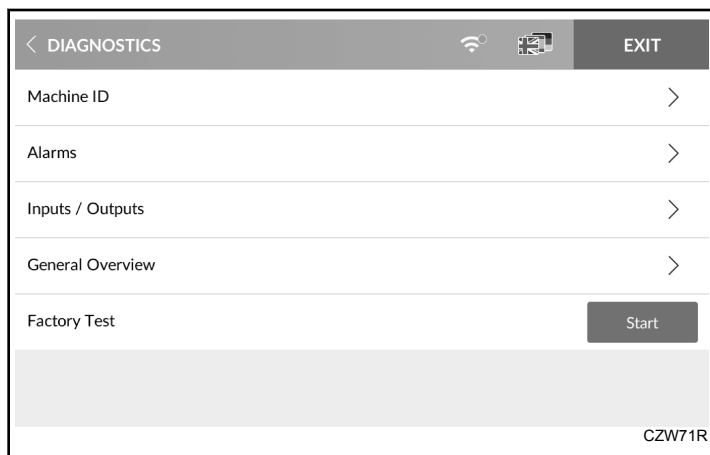 DIAGNOSTICS
EXIT
Machine ID
Alarms
Inputs / Outputs
General Overview
Factory Test
Start
CZW71R